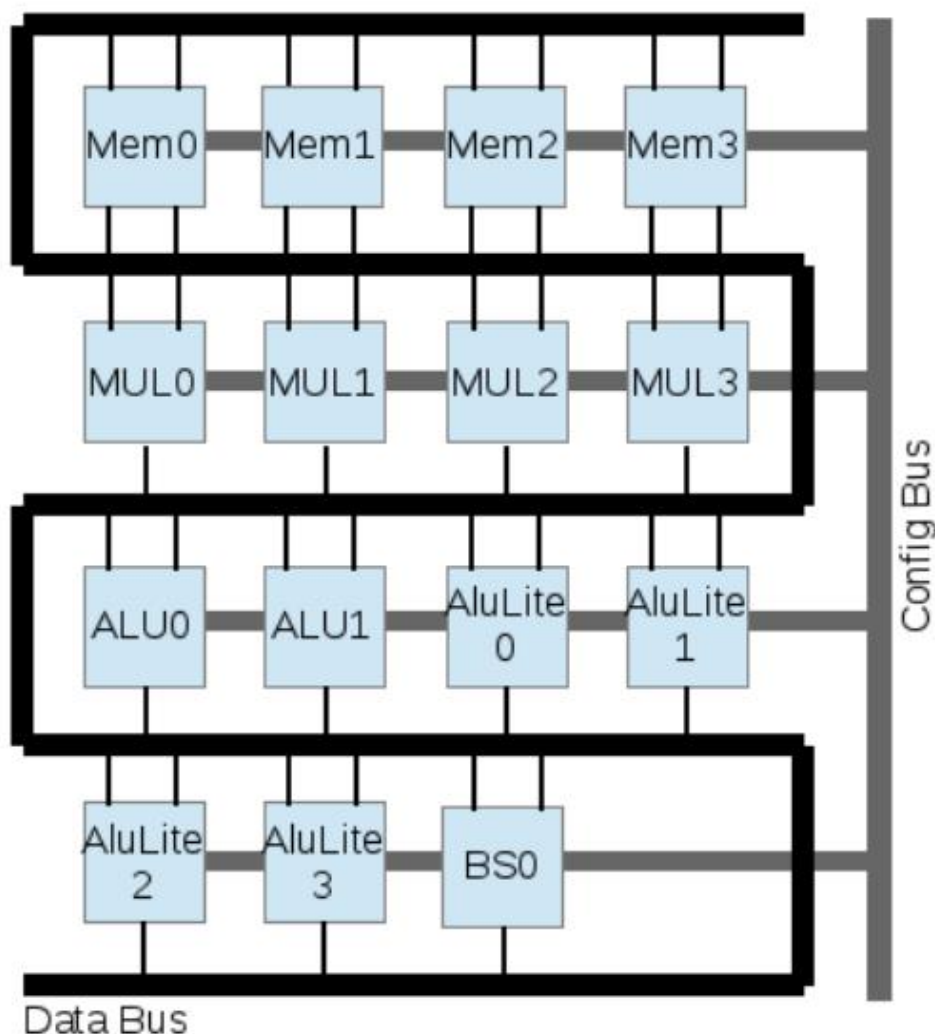 Mem0
Mem1
Mem2
Mem3
MUL0
MUL1
MUL2
MUL3
ALU0
ALU1
AluLite
0
AluLite
1
AluLite
2
AluLite
3
BS0
Config Bus
Data Bus